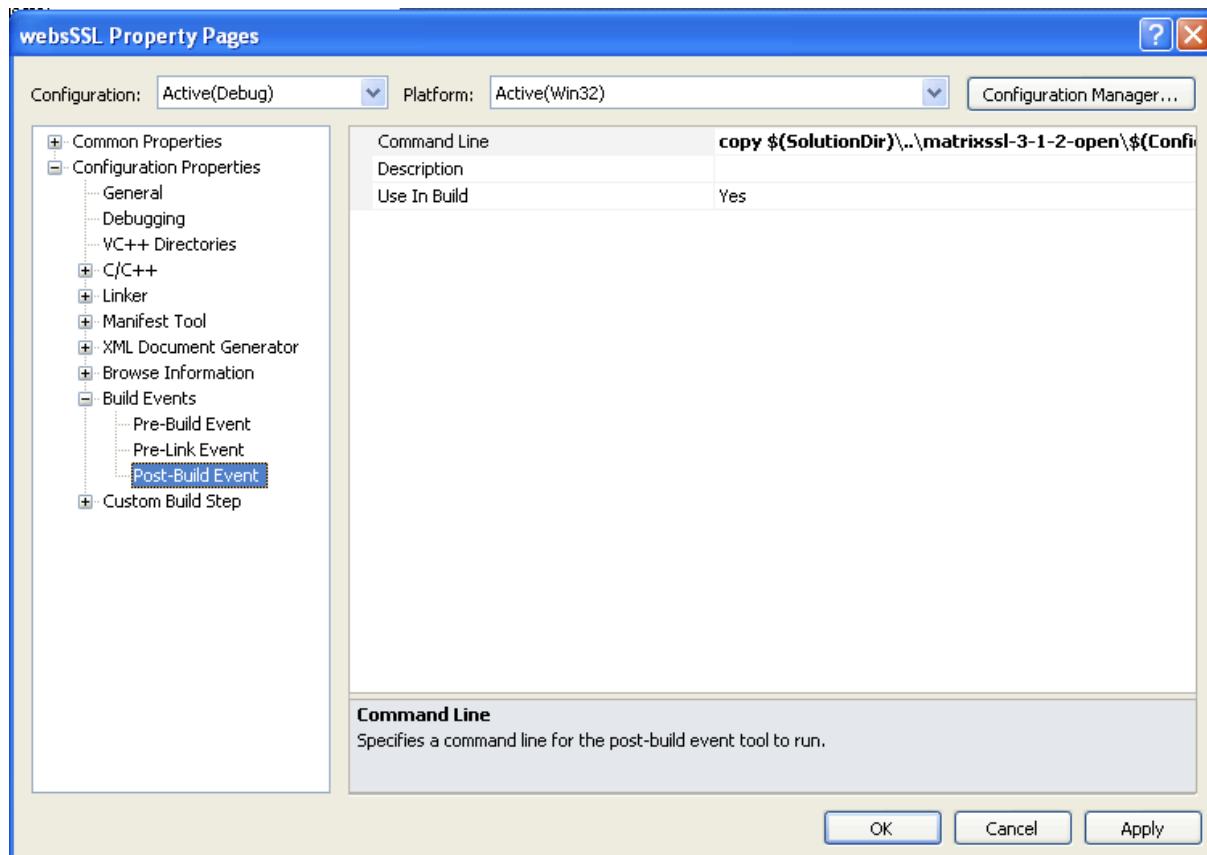 websSSL Property Pages
Configuration: Active(Debug) Platform: Active(Win32) Configuration Manager...
Common Properties
Configuration Properties
General
Debugging
VC++ Directories
C/C++
Linker
Manifest Tool
XML Document Generator
Browse Information
Build Events
Pre-Build Event
Pre-Link Event
Post-Build Event
Custom Build Step
Command Line copy $(SolutionDir)\..\matrixssl-3-1-2-open\$(Confi
Description
Use In Build Yes
Command Line
Specifies a command line for the post-build event tool to run.
OK Cancel Apply